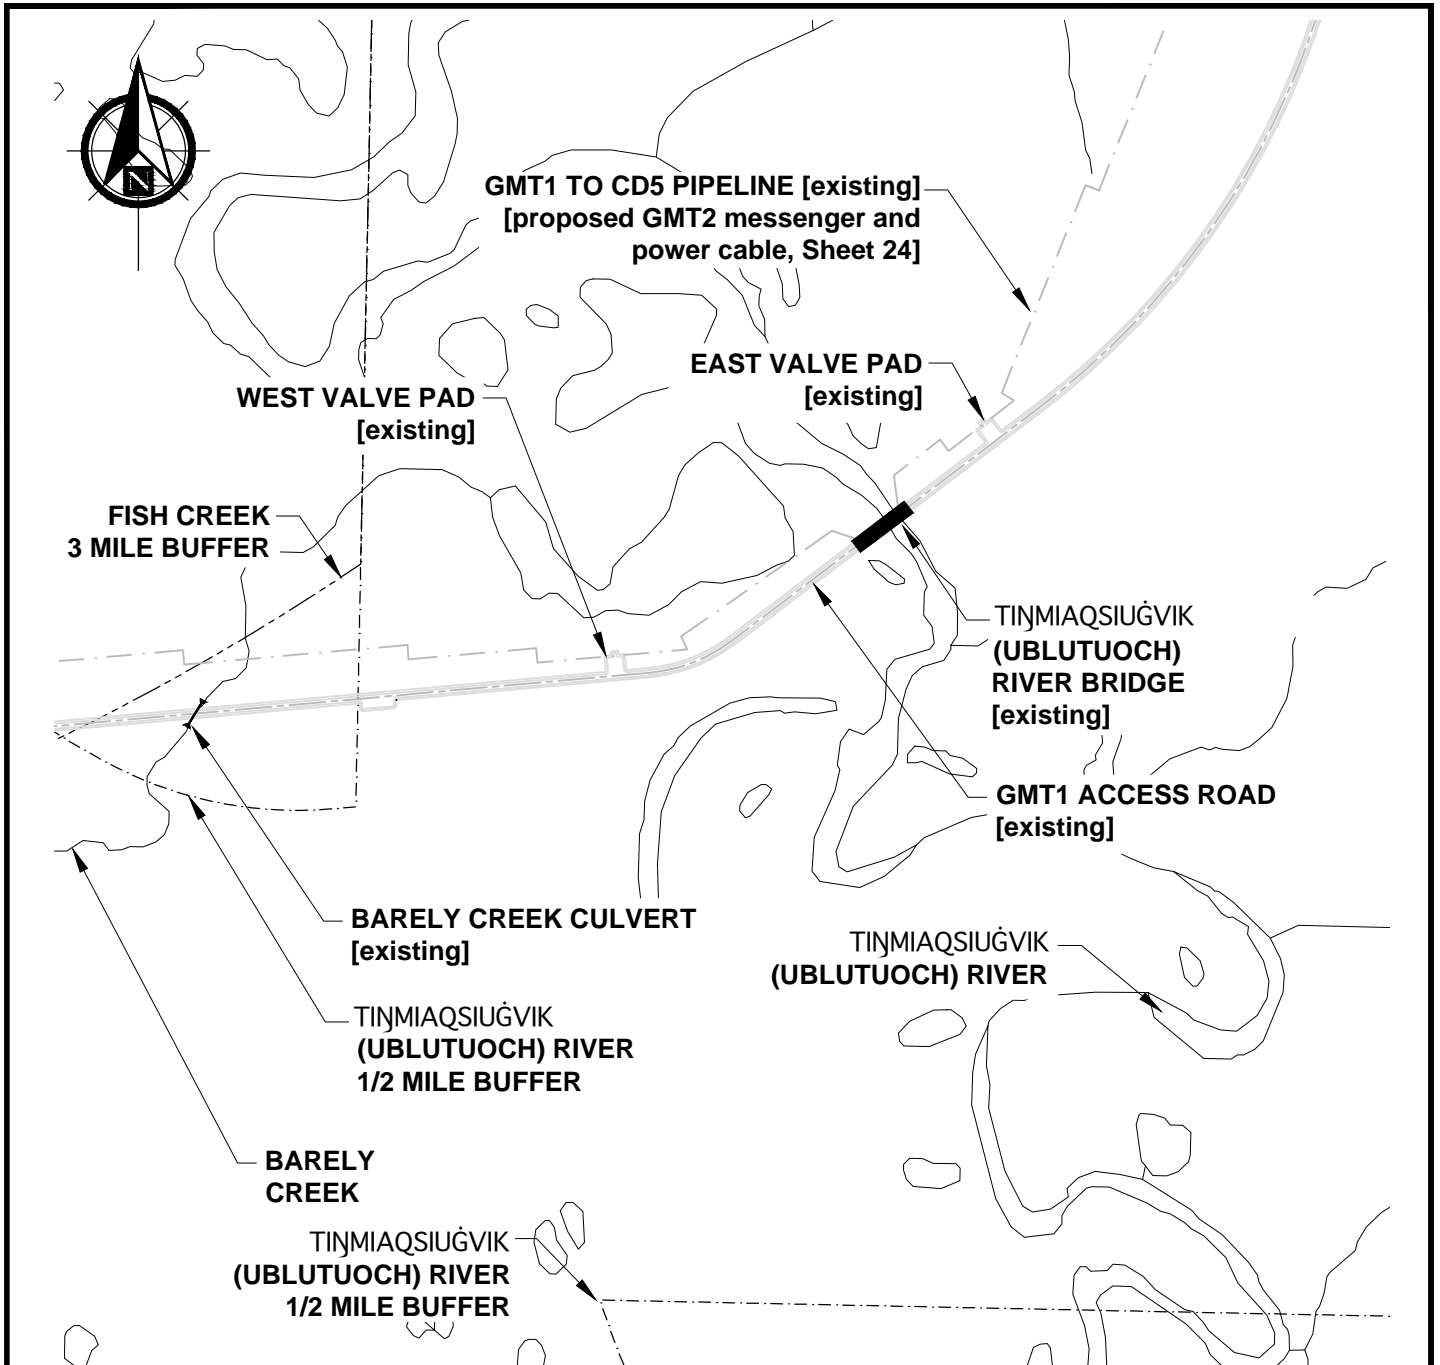 N
GMT1 TO CD5 PIPELINE [existing]
[proposed GMT2 messenger and
power cable, Sheet 24]
EAST VALVE PAD
[existing]
WEST VALVE PAD
[existing]
FISH CREEK
3 MILE BUFFER
TIŊMIAQSIUĠVIK
(UBLUTUOCH)
RIVER BRIDGE
[existing]
GMT1 ACCESS ROAD
[existing]
BARELY CREEK CULVERT
[existing]
TIŊMIAQSIUĠVIK
(UBLUTUOCH) RIVER
TIŊMIAQSIUĠVIK
(UBLUTUOCH) RIVER
1/2 MILE BUFFER
BARELY
CREEK
TIŊMIAQSIUĠVIK
(UBLUTUOCH) RIVER
1/2 MILE BUFFER